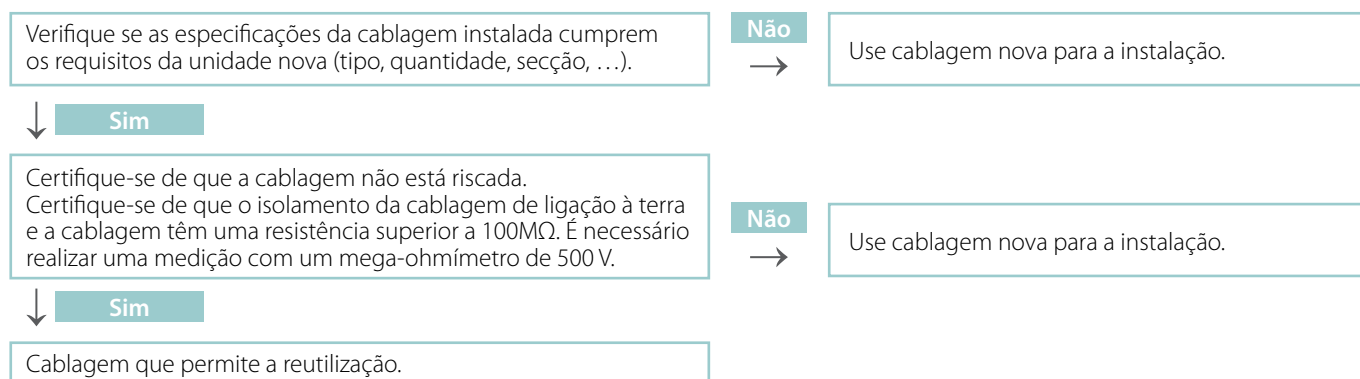 Verifique se as especificações da cablagem instalada cumprem
os requisitos da unidade nova (tipo, quantidade, secção, …).
Não
→
Use cablagem nova para a instalação.
↓ Sim
Certifique-se de que a cablagem não está riscada.
Certifique-se de que o isolamento da cablagem de ligação à terra
e a cablagem têm uma resistência superior a 100MΩ. É necessário
realizar uma medição com um mega-ohmímetro de 500 V.
Não
→
Use cablagem nova para a instalação.
↓ Sim
Cablagem que permite a reutilização.